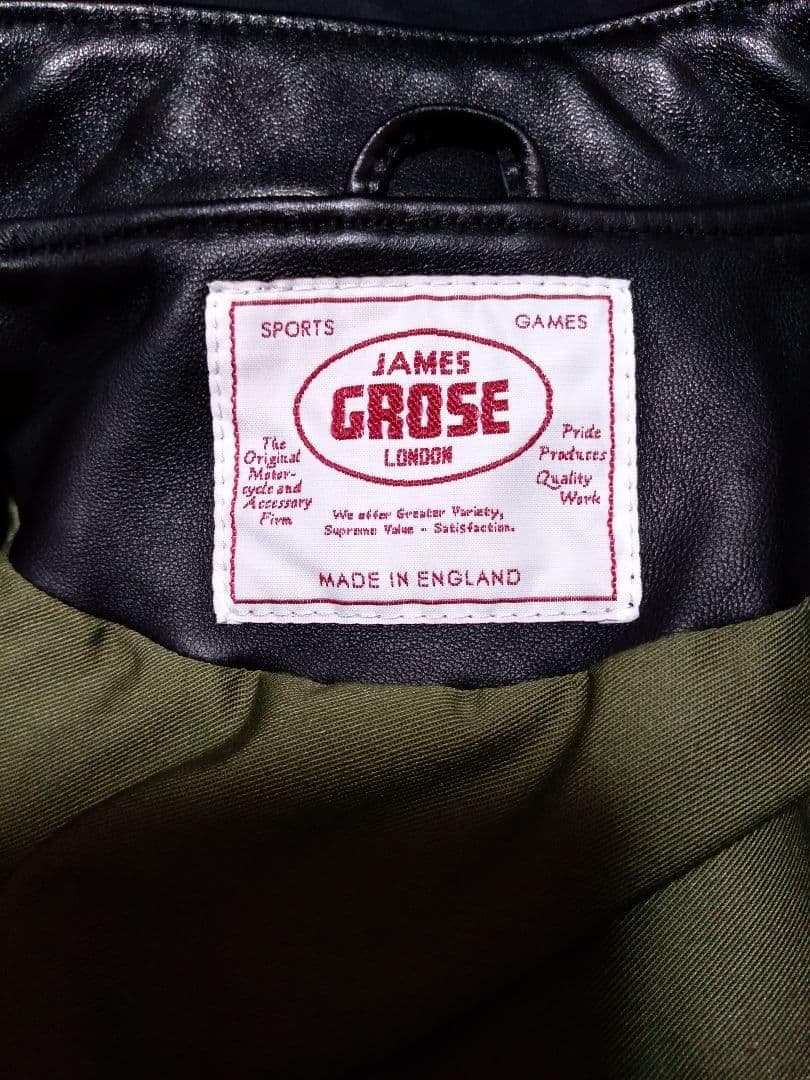 SPORTS
GAMES
JAMES
GROSE
LONDON
The
Original
Motor-
cycle and
Accessory
Firm
Pride
Produces
Quality
Work
We offer Greater Variety,
Supreme Value - Satisfaction.
MADE IN ENGLAND